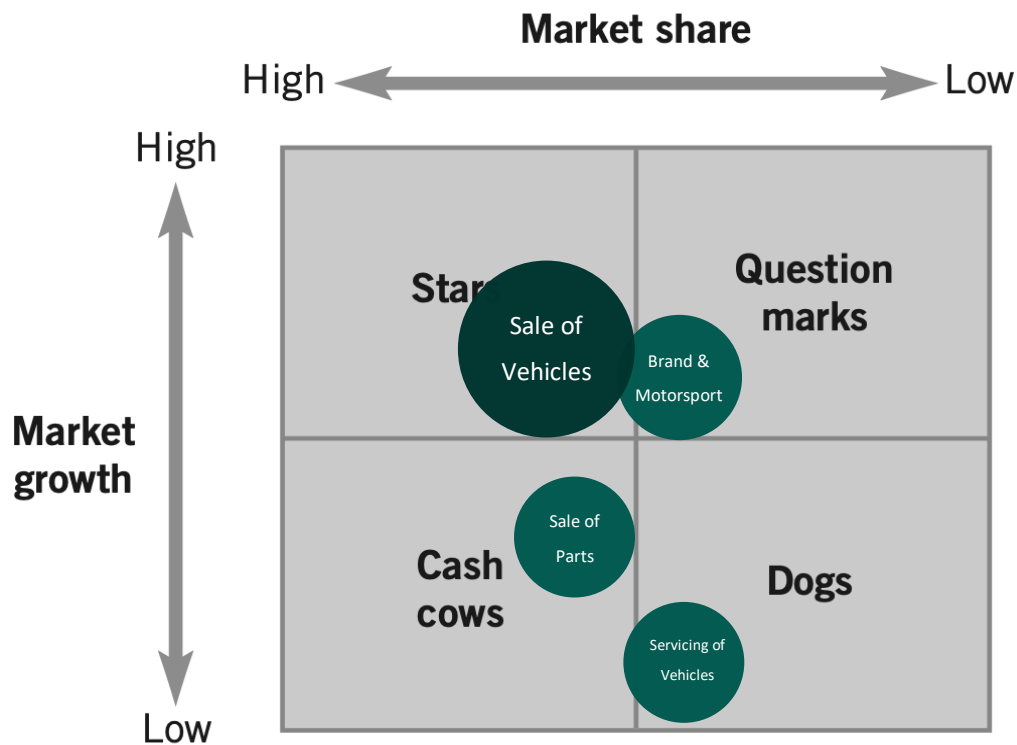 Market share
High
Low
High
Stars
Question
marks
Sale of
Vehicles
Brand &
Motorsport
Market
growth
Sale of
Parts
Cash
cows
Dogs
Servicing of
Vehicles
Low